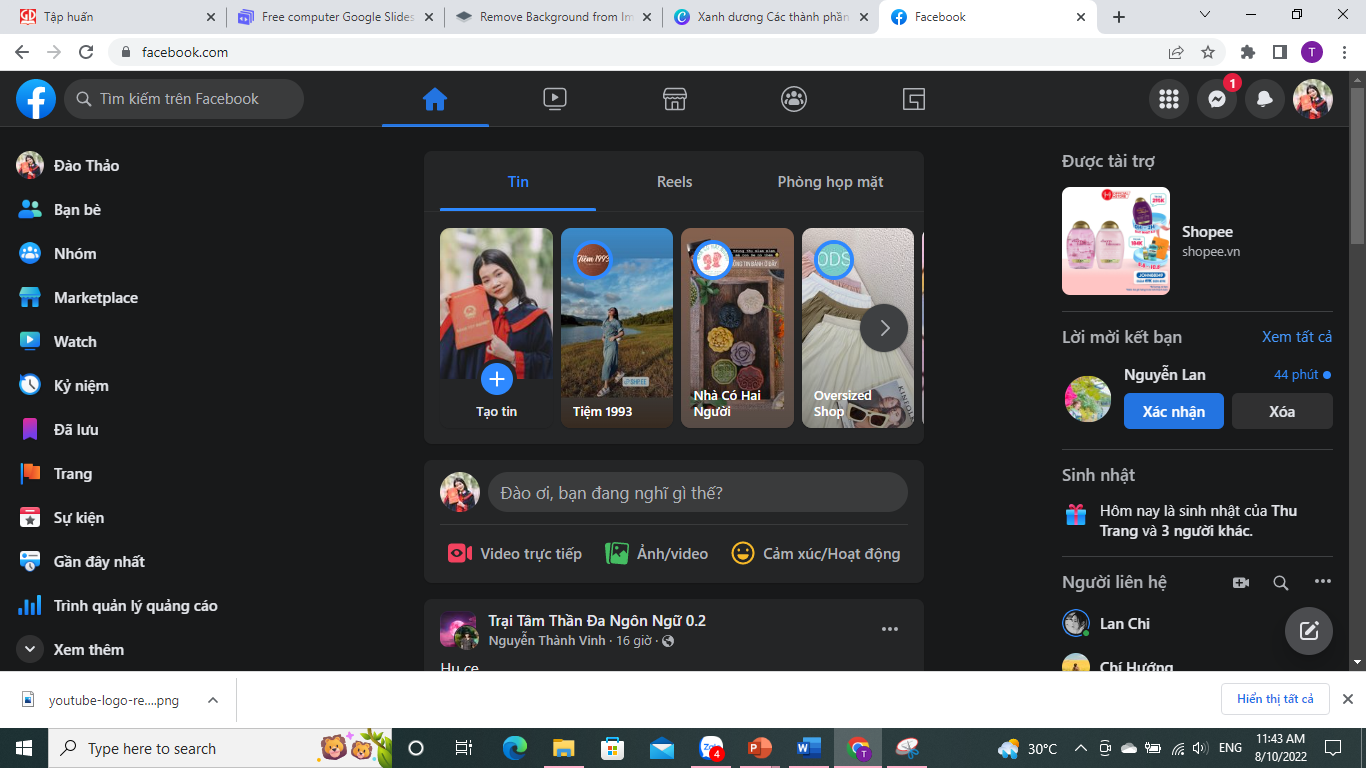 Tập huấn
Free computer Google Slides
Remove Background from Im
Xanh dương Các thành phần
Facebook
facebook.com
T
Tìm kiếm trên Facebook
1
Đào Thảo
Bạn bè
Nhóm
Marketplace
Watch
Kỷ niệm
Đã lưu
Trang
Sự kiện
Gần đây nhất
Trình quản lý quảng cáo
Xem thêm
Tin
Reels
Phòng họp mặt
Tạo tin
Tiệm 1993
Tiệm 1993
Nhà Có Hai
Người
ODS
Oversized
Shop
Đào ơi, bạn đang nghĩ gì thế?
Video trực tiếp
Ảnh/video
Cảm xúc/Hoạt động
Trại Tâm Thần Đa Ngôn Ngữ 0.2
Nguyễn Thành Vinh · 16 giờ ·
Hu ce
Được tài trợ
Shopee
shopee.vn
Lời mời kết bạn
Xem tất cả
Nguyễn Lan
44 phút
Xác nhận
Xóa
Sinh nhật
Hôm nay là sinh nhật của Thu
Trang và 3 người khác.
Người liên hệ
Lan Chi
Chí Hướng
youtube-logo-re....png
Hiển thị tất cả
Type here to search
4
T
30°C
ENG
11:43 AM
8/10/2022